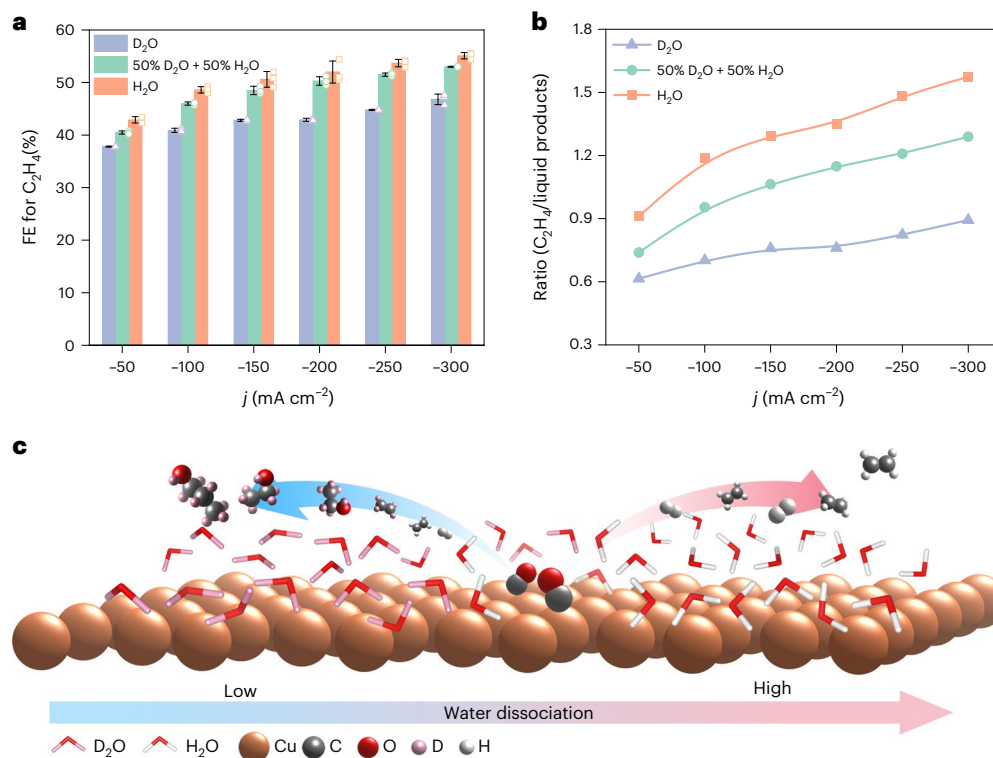 a
FE for C₂H₄(%)
60
50
40
30
20
10
0
D₂O
50% D₂O + 50% H₂O
H₂O
−50
−100
−150
−200
−250
−300
j (mA cm⁻²)
b
Ratio (C₂H₄/liquid products)
1.8
1.5
1.2
0.9
0.6
0.3
D₂O
50% D₂O + 50% H₂O
H₂O
−50
−100
−150
−200
−250
−300
j (mA cm⁻²)
c
Low
High
Water dissociation
D₂O H₂O Cu C O D H